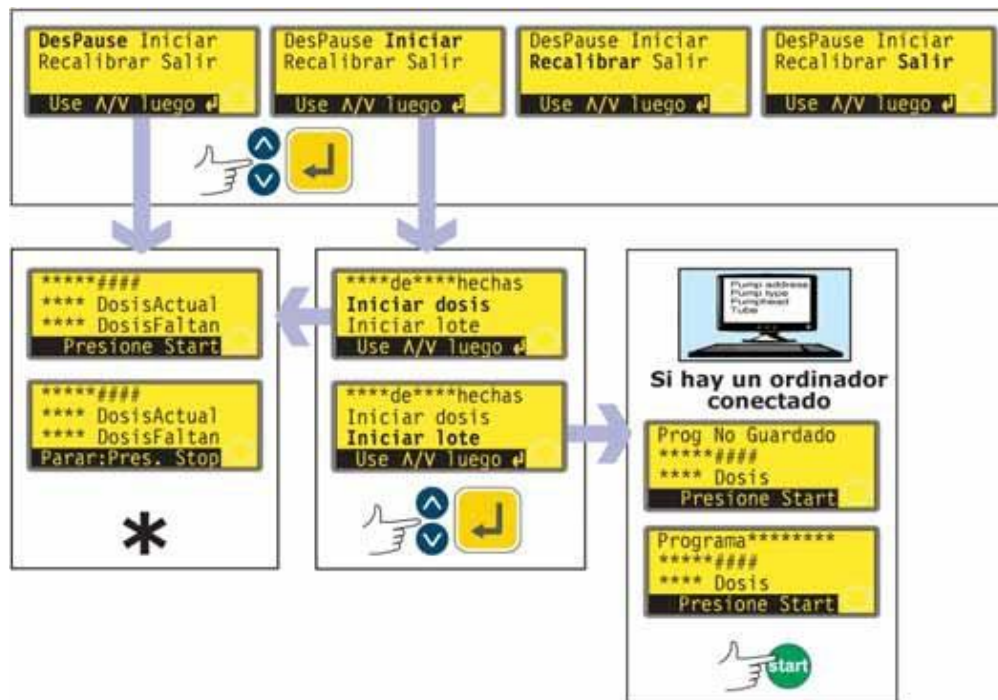 DesPause Iniciar
Recalibrar Salir
Use Λ/V luego ↲
DesPause Iniciar
Recalibrar Salir
Use Λ/V luego ↲
DesPause Iniciar
Recalibrar Salir
Use Λ/V luego ↲
DesPause Iniciar
Recalibrar Salir
Use Λ/V luego ↲
*****####
**** DosisActual
**** DosisFaltan
Presione Start
*****####
**** DosisActual
**** DosisFaltan
Parar:Pres. Stop
*
****de****hechas
Iniciar dosis
Iniciar lote
Use Λ/V luego ↲
****de****hechas
Iniciar dosis
Iniciar lote
Use Λ/V luego ↲
Pump address
Pump type
Pumphead
Tube
Si hay un ordinador
conectado
Prog No Guardado
*****####
**** Dosis
Presione Start
Programa********
*****####
**** Dosis
Presione Start
start